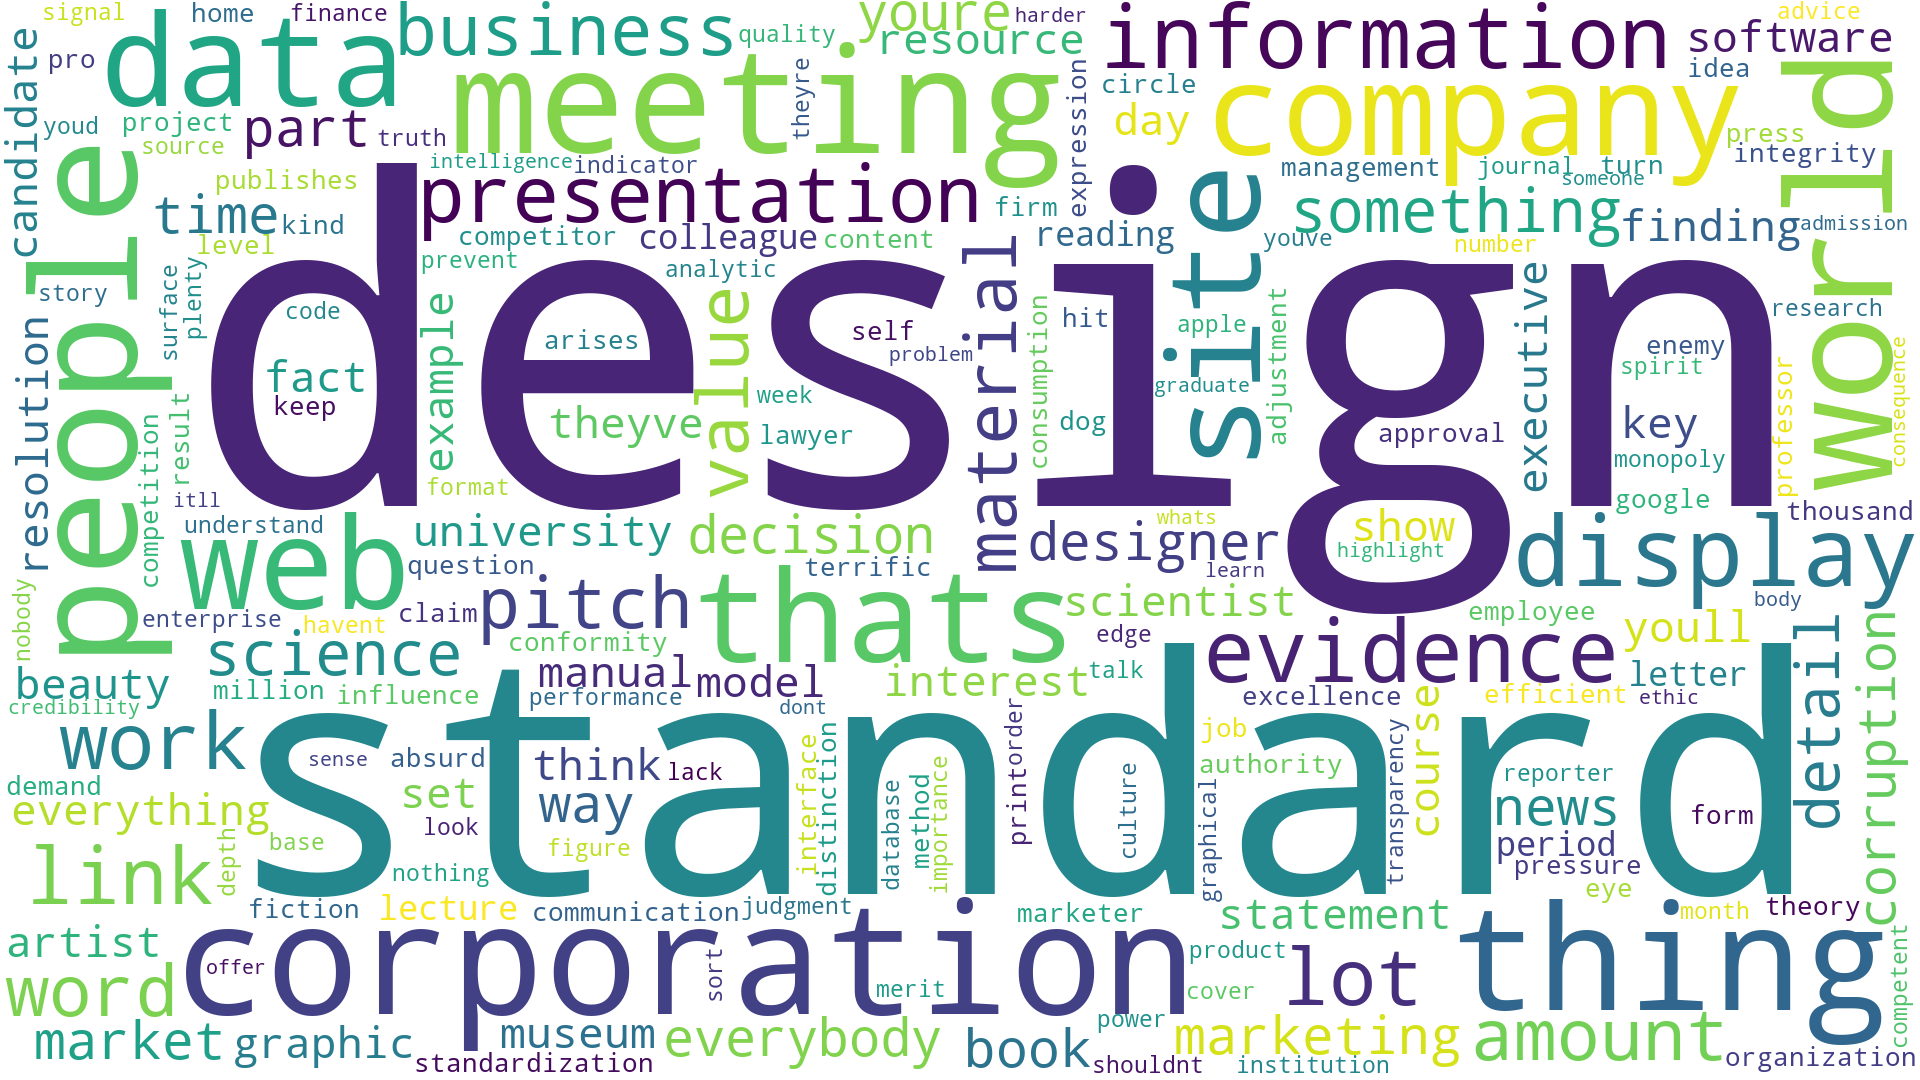 signal
home
finance
business
youre
harder
information
advice
candidate
pro
data
quality
resource
software
meeting
theyre
expression
circle
company
idea
world
youd
project
part
truth
day
press
source
intelligence
indicator
management
journal
turn
integrity
someone
people
publishes
presentation
firm
site
something
finding
admission
time
kind
level
competitor
colleague
content
reading
youve
number
prevent
analytic
material
design
story
surface
plenty
code
example
value
arises
self
problem
hit
apple
adjustment
executive
enemy
research
spirit
consequence
resolution
fact
keep
week
consumption
graduate
dog
key
professor
result
competition
theyve
lawyer
approval
monopoly
format
google
itll
understand
web
university
decision
designer
whats
show
highlight
display
thousand
question
terrific
learn
nobody
enterprise
havent
claim
pitch
thats
scientist
employee
body
science
conformity
edge
evidence
youll
beauty
million
influence
manual
model
interest
talk
excellence
efficient
letter
ethic
detail
corruption
credibility
performance
dont
work
standard
sense
absurd
think
lack
interface
distinction
printorder
job
course
authority
transparency
reporter
demand
everything
set
way
database
method
importance
culture
graphical
news
form
look
base
depth
figure
period
pressure
link
nothing
eye
fiction
lecture
communication
judgment
marketer
statement
month
theory
artist
corporation
thing
word
offer
sort
merit
product
cover
lot
competent
market
graphic
museum
everybody
book
power
marketing
amount
standardization
shouldnt
institution
organization